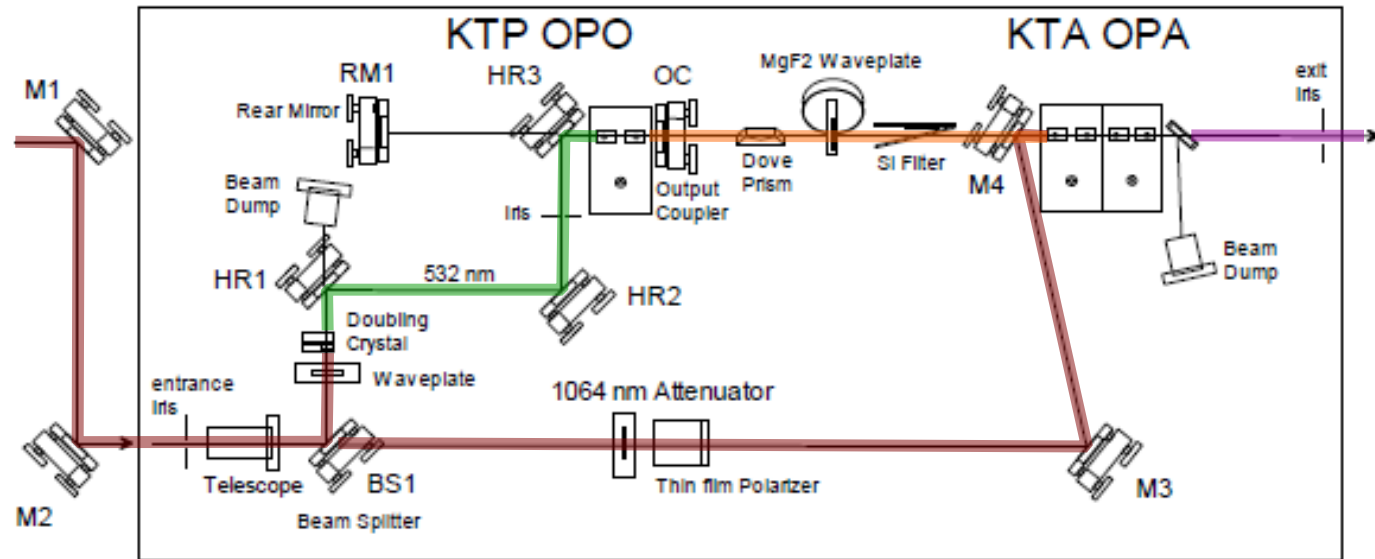 KTP OPO
KTA OPA
M1
RM1
Rear Mirror
HR3
OC
MgF2 Waveplate
exit
Iris
Beam
Dump
Iris
Output
Coupler
Dove
Prism
SI Filter
M4
Beam
Dump
HR1
532 nm
HR2
Doubling
Crystal
Waveplate
entrance
Iris
1064 nm Attenuator
Telescope
BS1
Thin film Polarizer
M3
M2
Beam Splitter